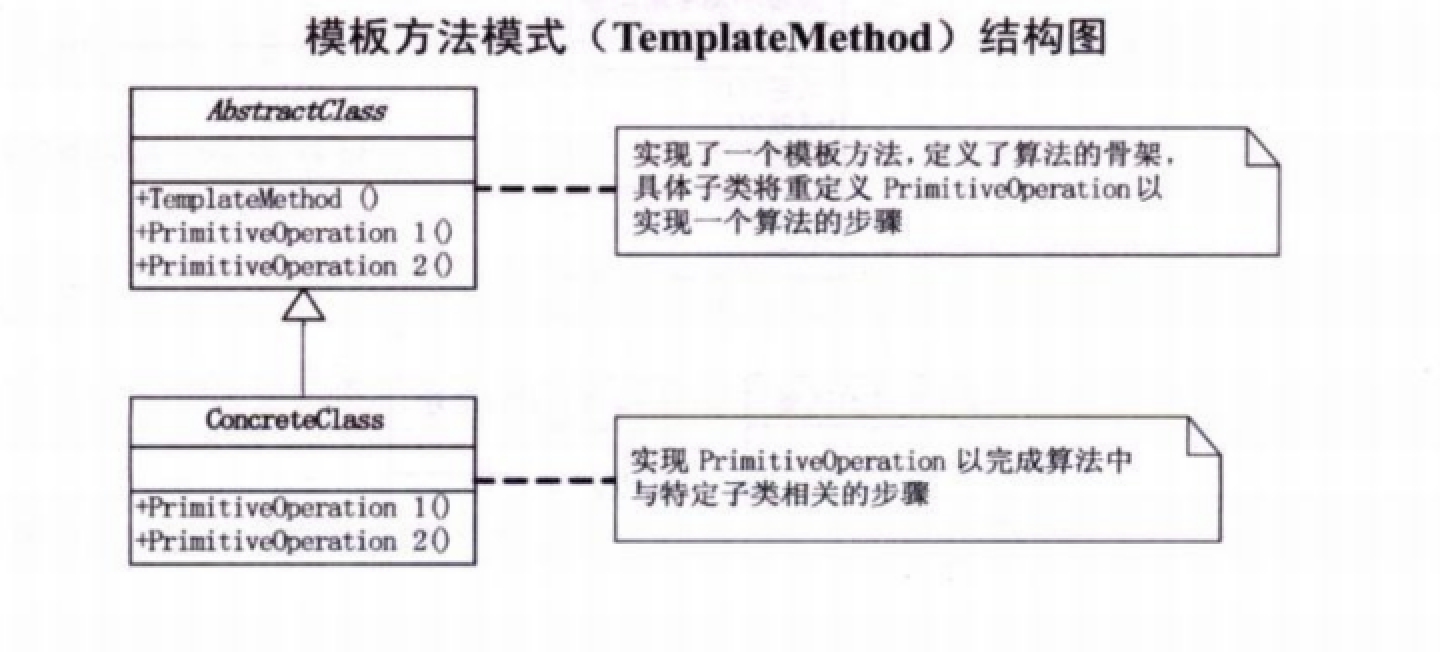 模板方法模式（TemplateMethod）结构图
AbstractClass
+TemplateMethod ()
+PrimitiveOperation 1()
+PrimitiveOperation 2()
实现了一个模板方法，定义了算法的骨架，
具体子类将重定义 PrimitiveOperation 以
实现一个算法的步骤
ConcreteClass
+PrimitiveOperation 1()
+PrimitiveOperation 2()
实现 PrimitiveOperation 以完成算法中
与特定子类相关的步骤